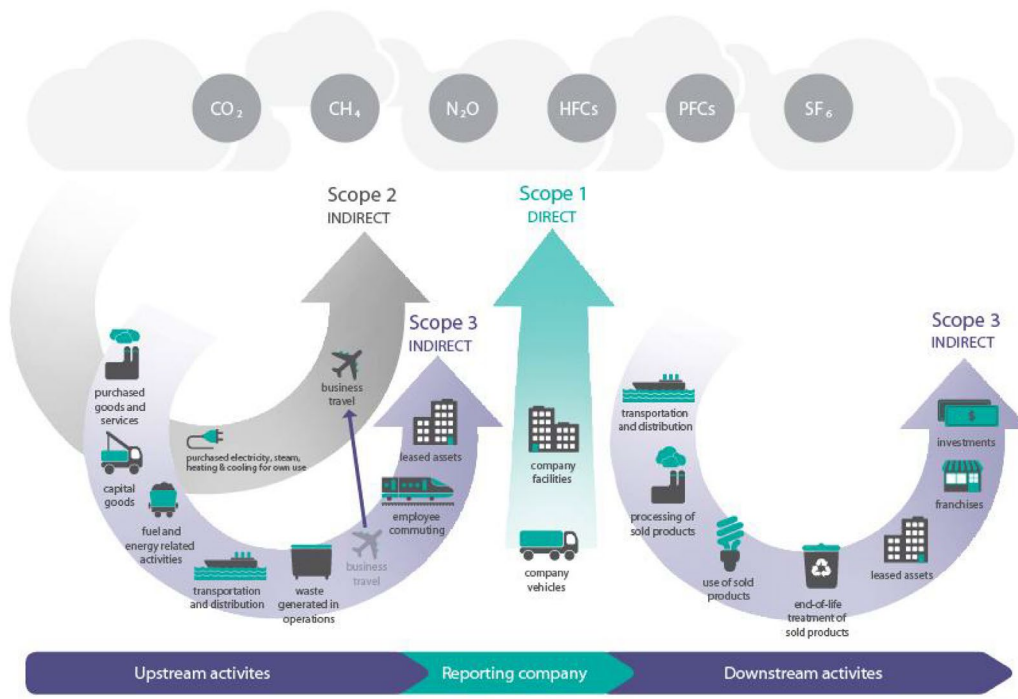 CO₂
CH₄
N₂O
HFCs
PFCs
SF₆
Scope 2
INDIRECT
Scope 1
DIRECT
Scope 3
INDIRECT
Scope 3
INDIRECT
purchased
goods and
services
capital
goods
fuel and
energy related
activities
purchased electricity, steam,
heating & cooling for own use
business
travel
transportation
and distribution
waste
generated in
operations
business
travel
employee
commuting
leased assets
company
facilities
company
vehicles
transportation
and distribution
processing of
sold products
use of sold
products
end-of-life
treatment of
sold products
leased assets
franchises
investments
$
Upstream activites
Reporting company
Downstream activites